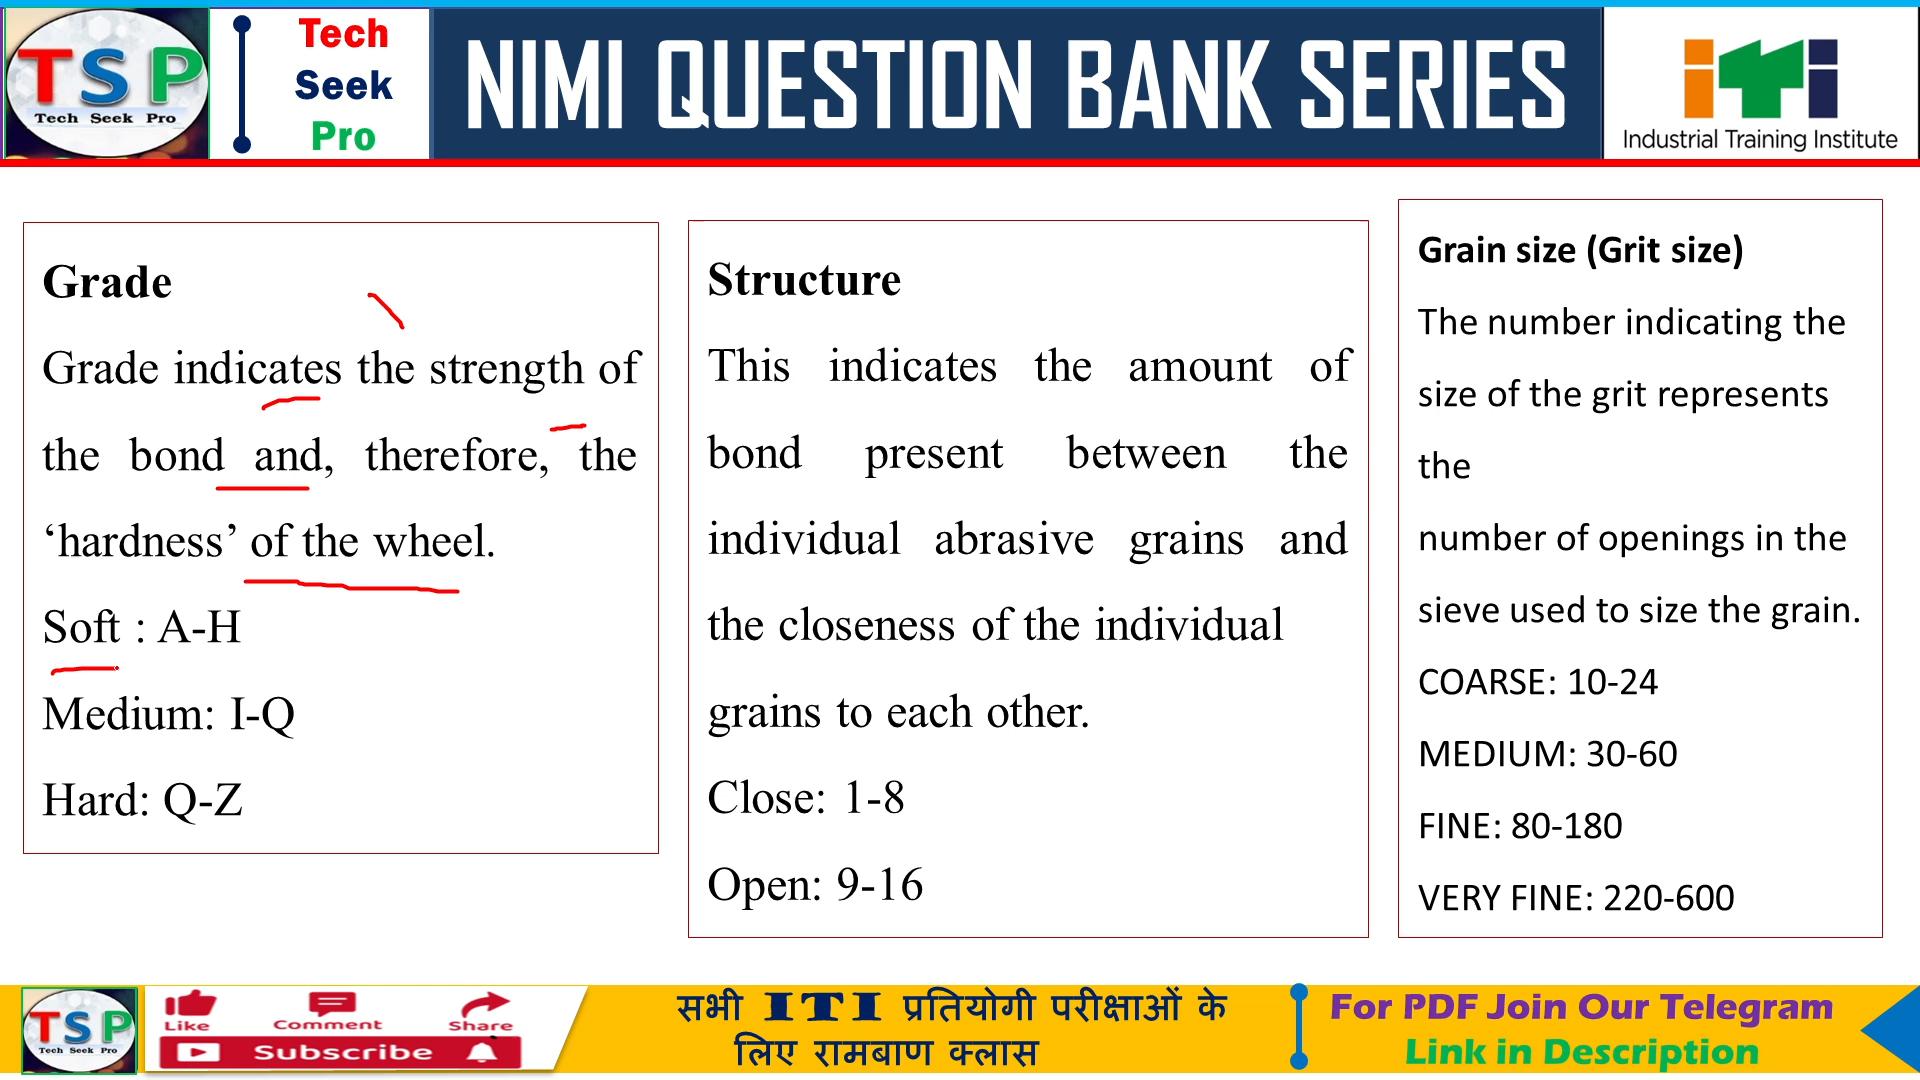 TSP
Tech Seek Pro
Tech
Seek
Pro
NIMI QUESTION BANK SERIES
iTi
Industrial Training Institute
Grade
Grade indicates the strength of
the bond and, therefore, the
‘hardness’ of the wheel.
Soft : A-H
Medium: I-Q
Hard: Q-Z
Structure
This indicates the amount of
bond present between the
individual abrasive grains and
the closeness of the individual
grains to each other.
Close: 1-8
Open: 9-16
Grain size (Grit size)
The number indicating the
size of the grit represents
the
number of openings in the
sieve used to size the grain.
COARSE: 10-24
MEDIUM: 30-60
FINE: 80-180
VERY FINE: 220-600
TSP
Tech Seek Pro
Like Comment Share
Subscribe
सभी ITI प्रतियोगी परीक्षाओं के
लिए रामबाण क्लास
For PDF Join Our Telegram
Link in Description